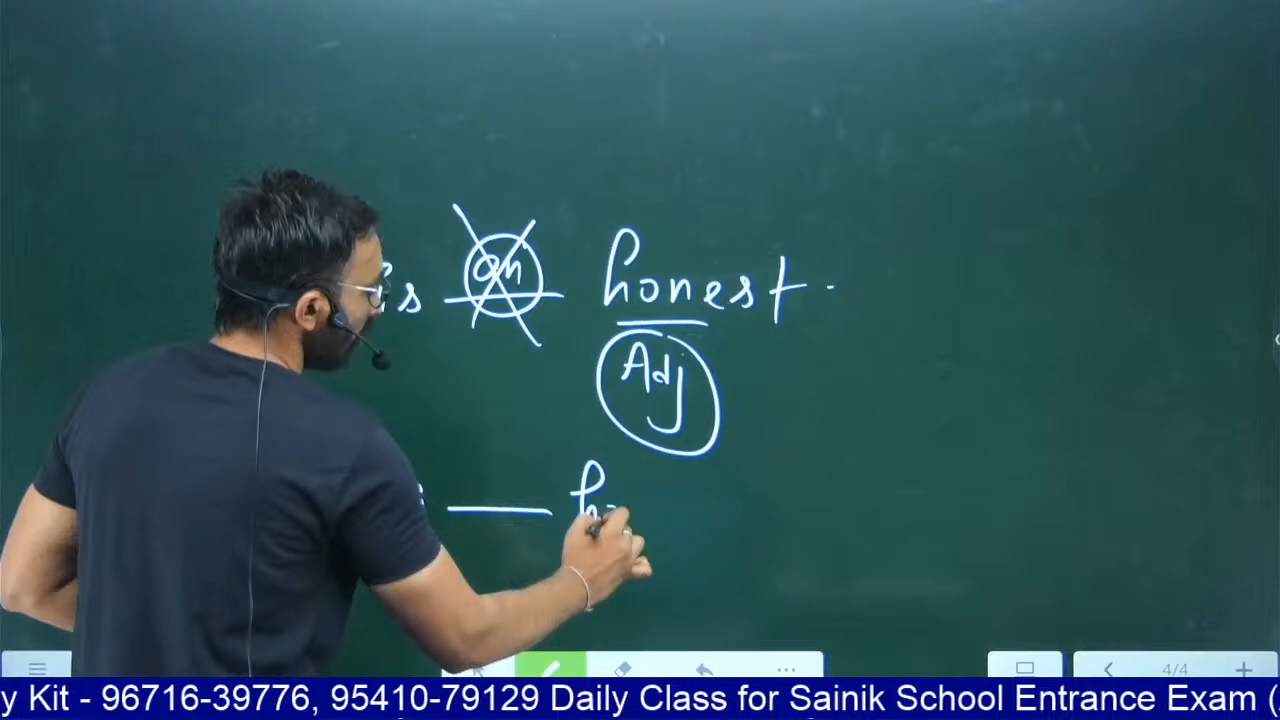 is an honest.
Adj
h
4/4
y Kit - 96716-39776, 95410-79129 Daily Class for Sainik School Entrance Exam (